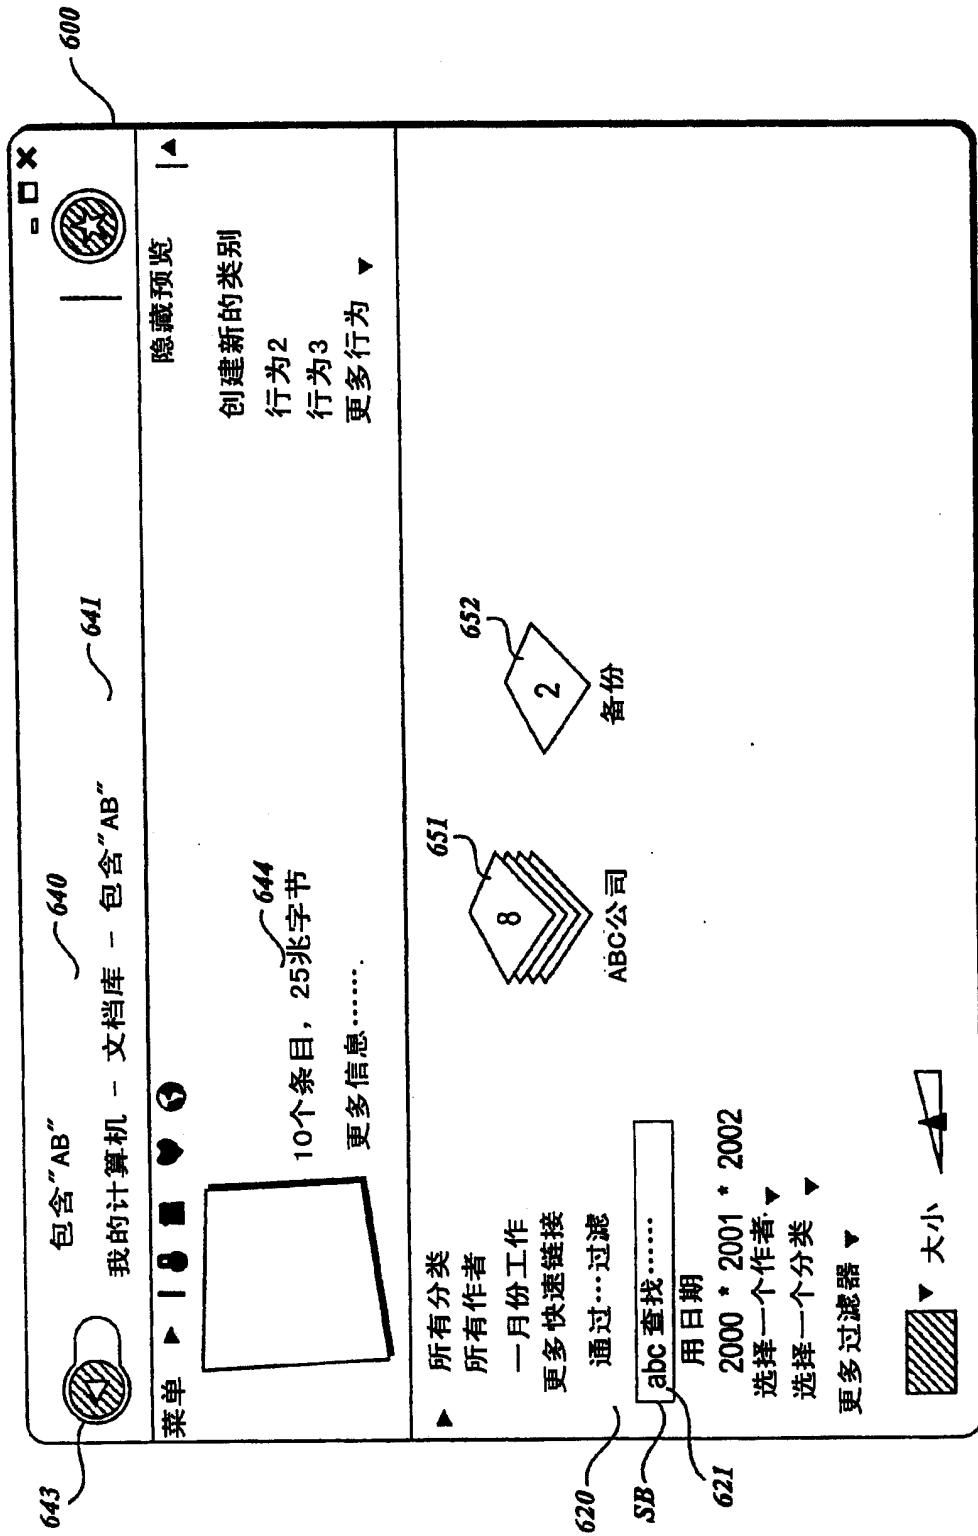 600
包含"AB"
640
我的计算机 - 文档库 - 包含"AB"
641
643
菜单
隐藏预览
10个条目，25兆字节
644
更多信息……
创建新的类别
行为2
行为3
更多行为
所有分类
所有作者
一月份工作
更多快速链接
通过…过滤
620
abc 查找……
SB
621
用日期
2000 * 2001 * 2002
选择一个作者
选择一个分类
更多过滤器
大小
651
8
ABC公司
652
2
备份